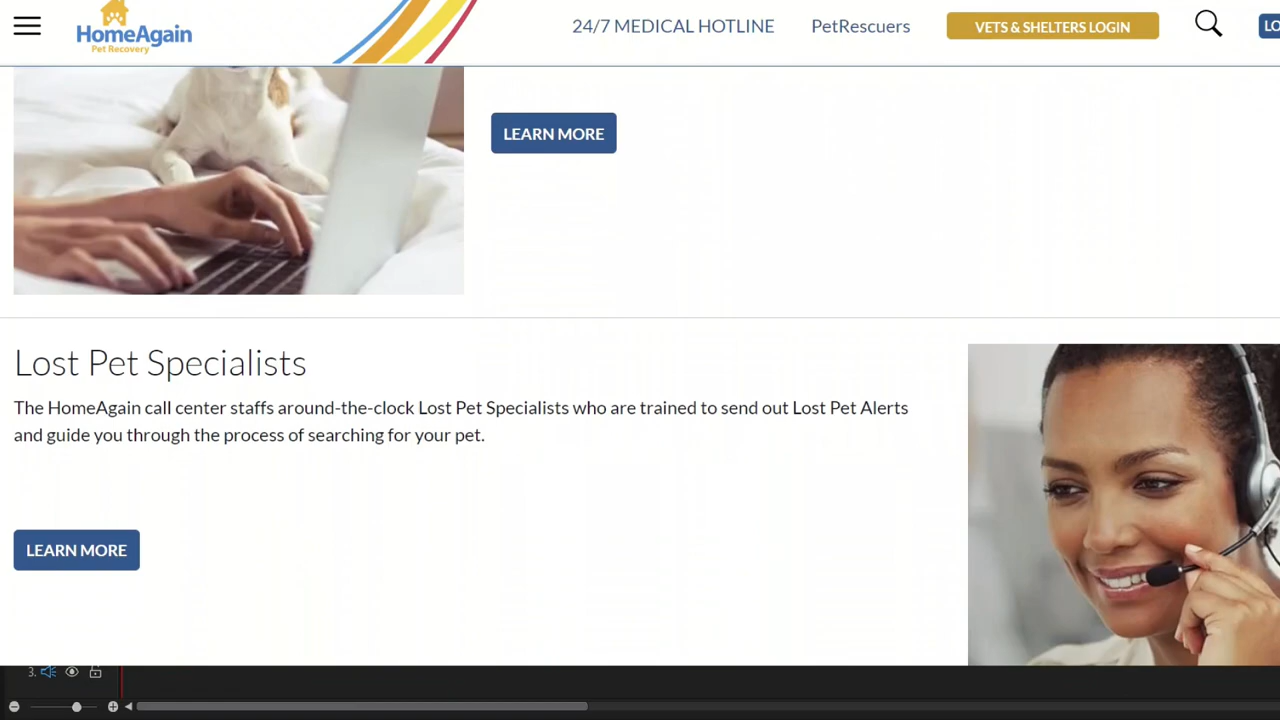 HomeAgain
Pet Recovery
24/7 MEDICAL HOTLINE
PetRescuers
VETS & SHELTERS LOGIN
LO
LEARN MORE
Lost Pet Specialists
The HomeAgain call center staffs around-the-clock Lost Pet Specialists who are trained to send out Lost Pet Alerts
and guide you through the process of searching for your pet.
LEARN MORE
3.